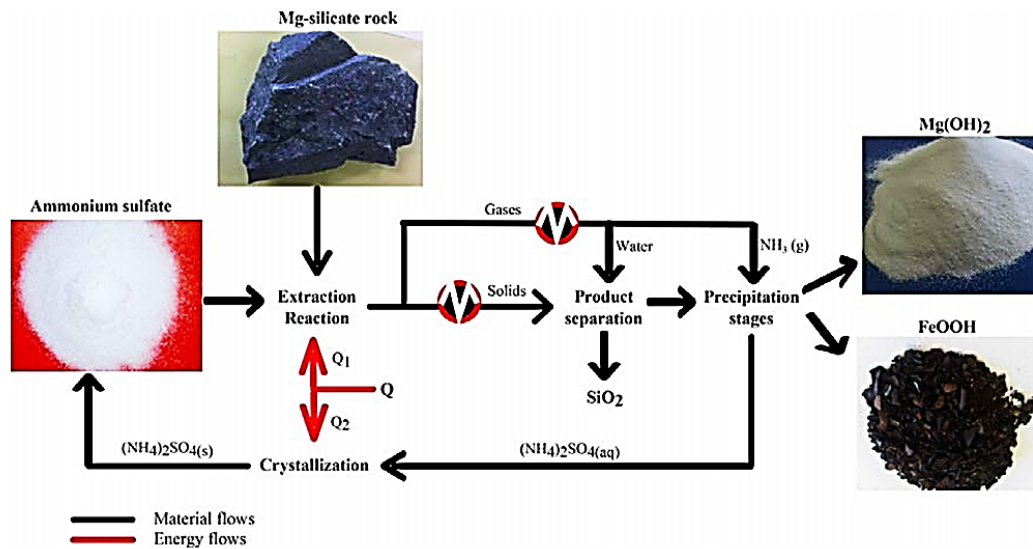 Mg-silicate rock
Mg(OH)2
Ammonium sulfate
Gases
Water
NH3 (g)
Extraction
Reaction
Solids
Product
separation
Precipitation
stages
FeOOH
Q1
Q
SiO2
Q2
(NH4)2SO4(s)
Crystallization
(NH4)2SO4(aq)
Material flows
Energy flows